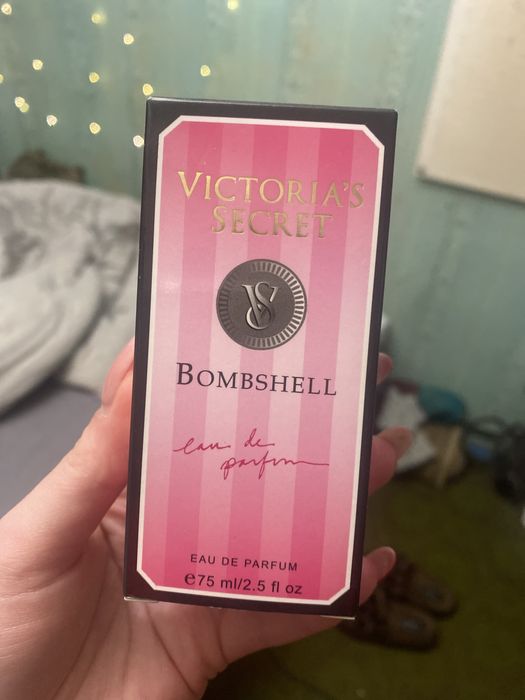 VICTORIA'S
SECRET
VS
BOMBSHELL
eau de
parfum
EAU DE PARFUM
℮75 ml/2.5 fl oz